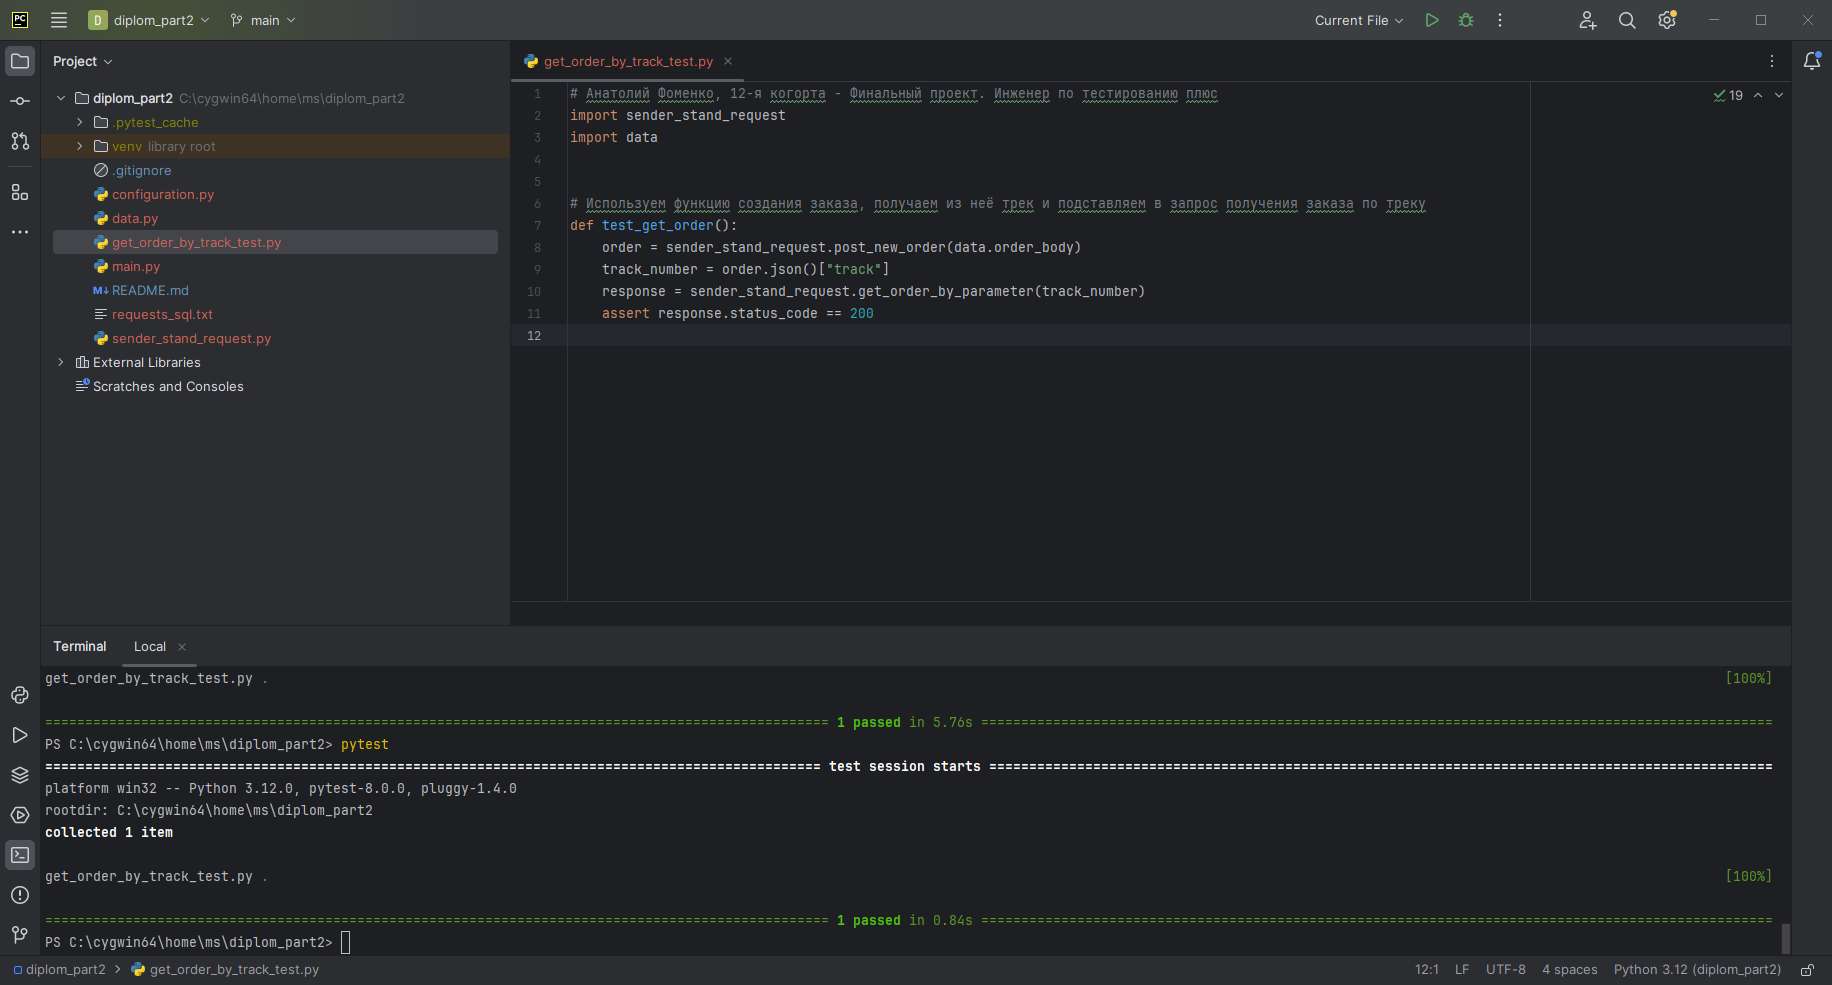 PC
D diplom_part2 main
Current File
Project
diplom_part2 C:\cygwin64\home\ms\diplom_part2
.pytest_cache
venv library root
.gitignore
configuration.py
data.py
get_order_by_track_test.py
main.py
M↓ README.md
requests_sql.txt
sender_stand_request.py
External Libraries
Scratches and Consoles
get_order_by_track_test.py ×
19
1 # Анатолий Фоменко, 12-я когорта - Финальный проект. Инженер по тестированию плюс
2 import sender_stand_request
3 import data
4
5
6 # Используем функцию создания заказа, получаем из неё трек и подставляем в запрос получения заказа по треку
7 def test_get_order():
8 order = sender_stand_request.post_new_order(data.order_body)
9 track_number = order.json()["track"]
10 response = sender_stand_request.get_order_by_parameter(track_number)
11 assert response.status_code == 200
12
Terminal Local ×
get_order_by_track_test.py . [100%]
================================================================================================== 1 passed in 5.76s ===================================================================================================
PS C:\cygwin64\home\ms\diplom_part2> pytest
================================================================================================= test session starts ==================================================================================================
platform win32 -- Python 3.12.0, pytest-8.0.0, pluggy-1.4.0
rootdir: C:\cygwin64\home\ms\diplom_part2
collected 1 item
get_order_by_track_test.py . [100%]
================================================================================================== 1 passed in 0.84s ===================================================================================================
PS C:\cygwin64\home\ms\diplom_part2>
diplom_part2 > get_order_by_track_test.py
12:1 LF UTF-8 4 spaces Python 3.12 (diplom_part2)